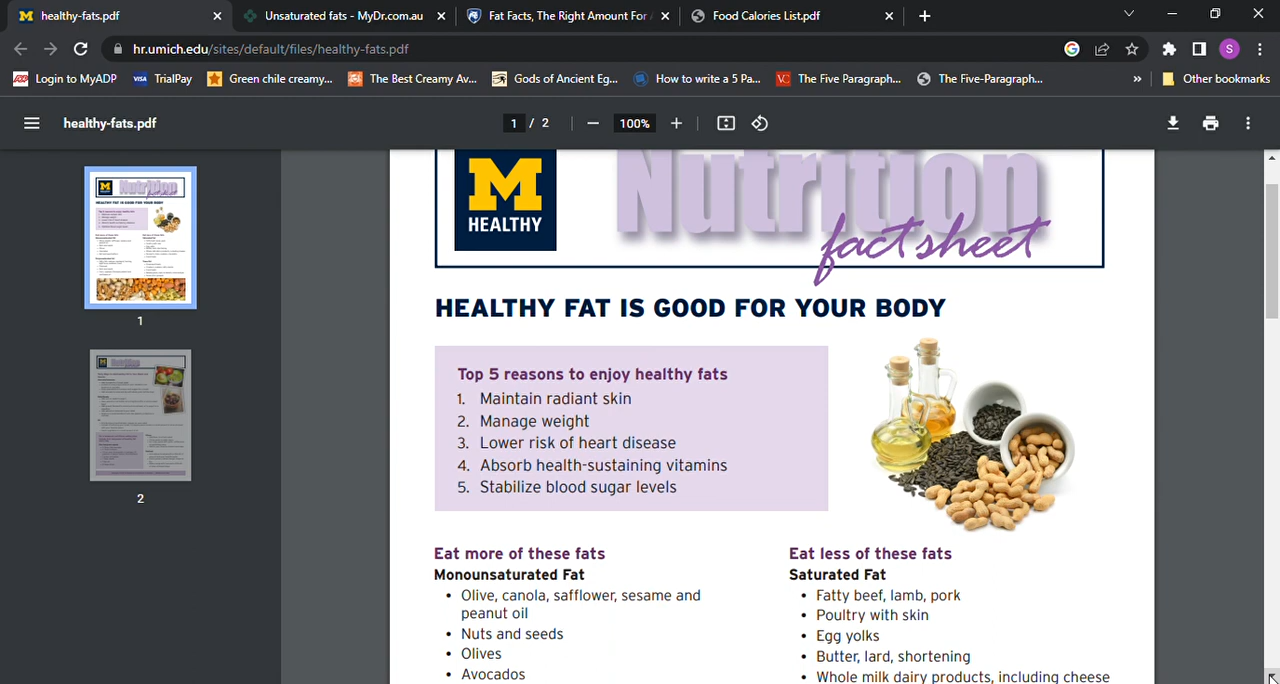 healthy-fats.pdf
Unsaturated fats - MyDr.com.au
Fat Facts, The Right Amount For
Food Calories List.pdf
hr.umich.edu/sites/default/files/healthy-fats.pdf
S
Login to MyADP
VISA TrialPay
Green chile creamy...
The Best Creamy Av...
Gods of Ancient Eg...
How to write a 5 Pa...
VC The Five Paragraph...
The Five-Paragraph...
» Other bookmarks
healthy-fats.pdf
1 / 2
100%
1
2
M
HEALTHY
Nutrition
fact sheet
HEALTHY FAT IS GOOD FOR YOUR BODY
Top 5 reasons to enjoy healthy fats
1. Maintain radiant skin
2. Manage weight
3. Lower risk of heart disease
4. Absorb health-sustaining vitamins
5. Stabilize blood sugar levels
Eat more of these fats
Monounsaturated Fat
• Olive, canola, safflower, sesame and
peanut oil
• Nuts and seeds
• Olives
• Avocados
Eat less of these fats
Saturated Fat
• Fatty beef, lamb, pork
• Poultry with skin
• Egg yolks
• Butter, lard, shortening
• Whole milk dairy products, including cheese